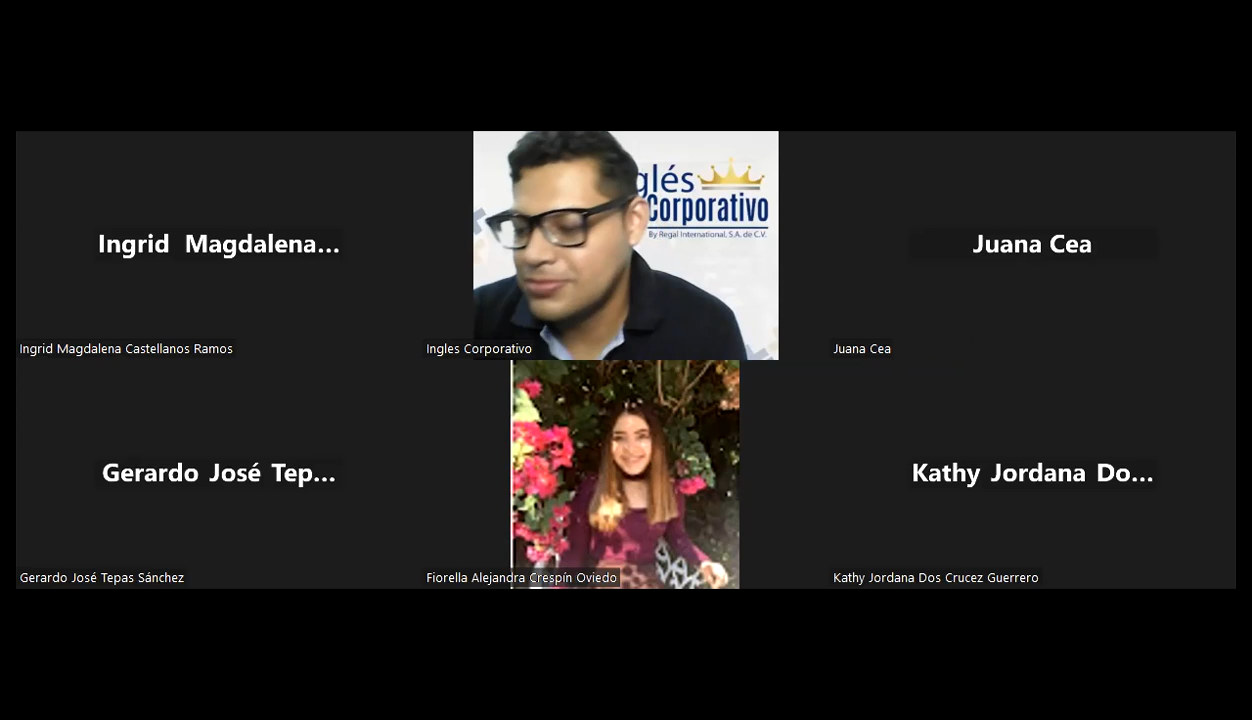 Ingrid Magdalena...
glés
Corporativo
By Regal International, S.A. de C.V.
Juana Cea
Ingrid Magdalena Castellanos Ramos
Ingles Corporativo
Juana Cea
Gerardo José Tep...
Kathy Jordana Do...
Gerardo José Tepas Sánchez
Fiorella Alejandra Crespín Oviedo
Kathy Jordana Dos Crucez Guerrero